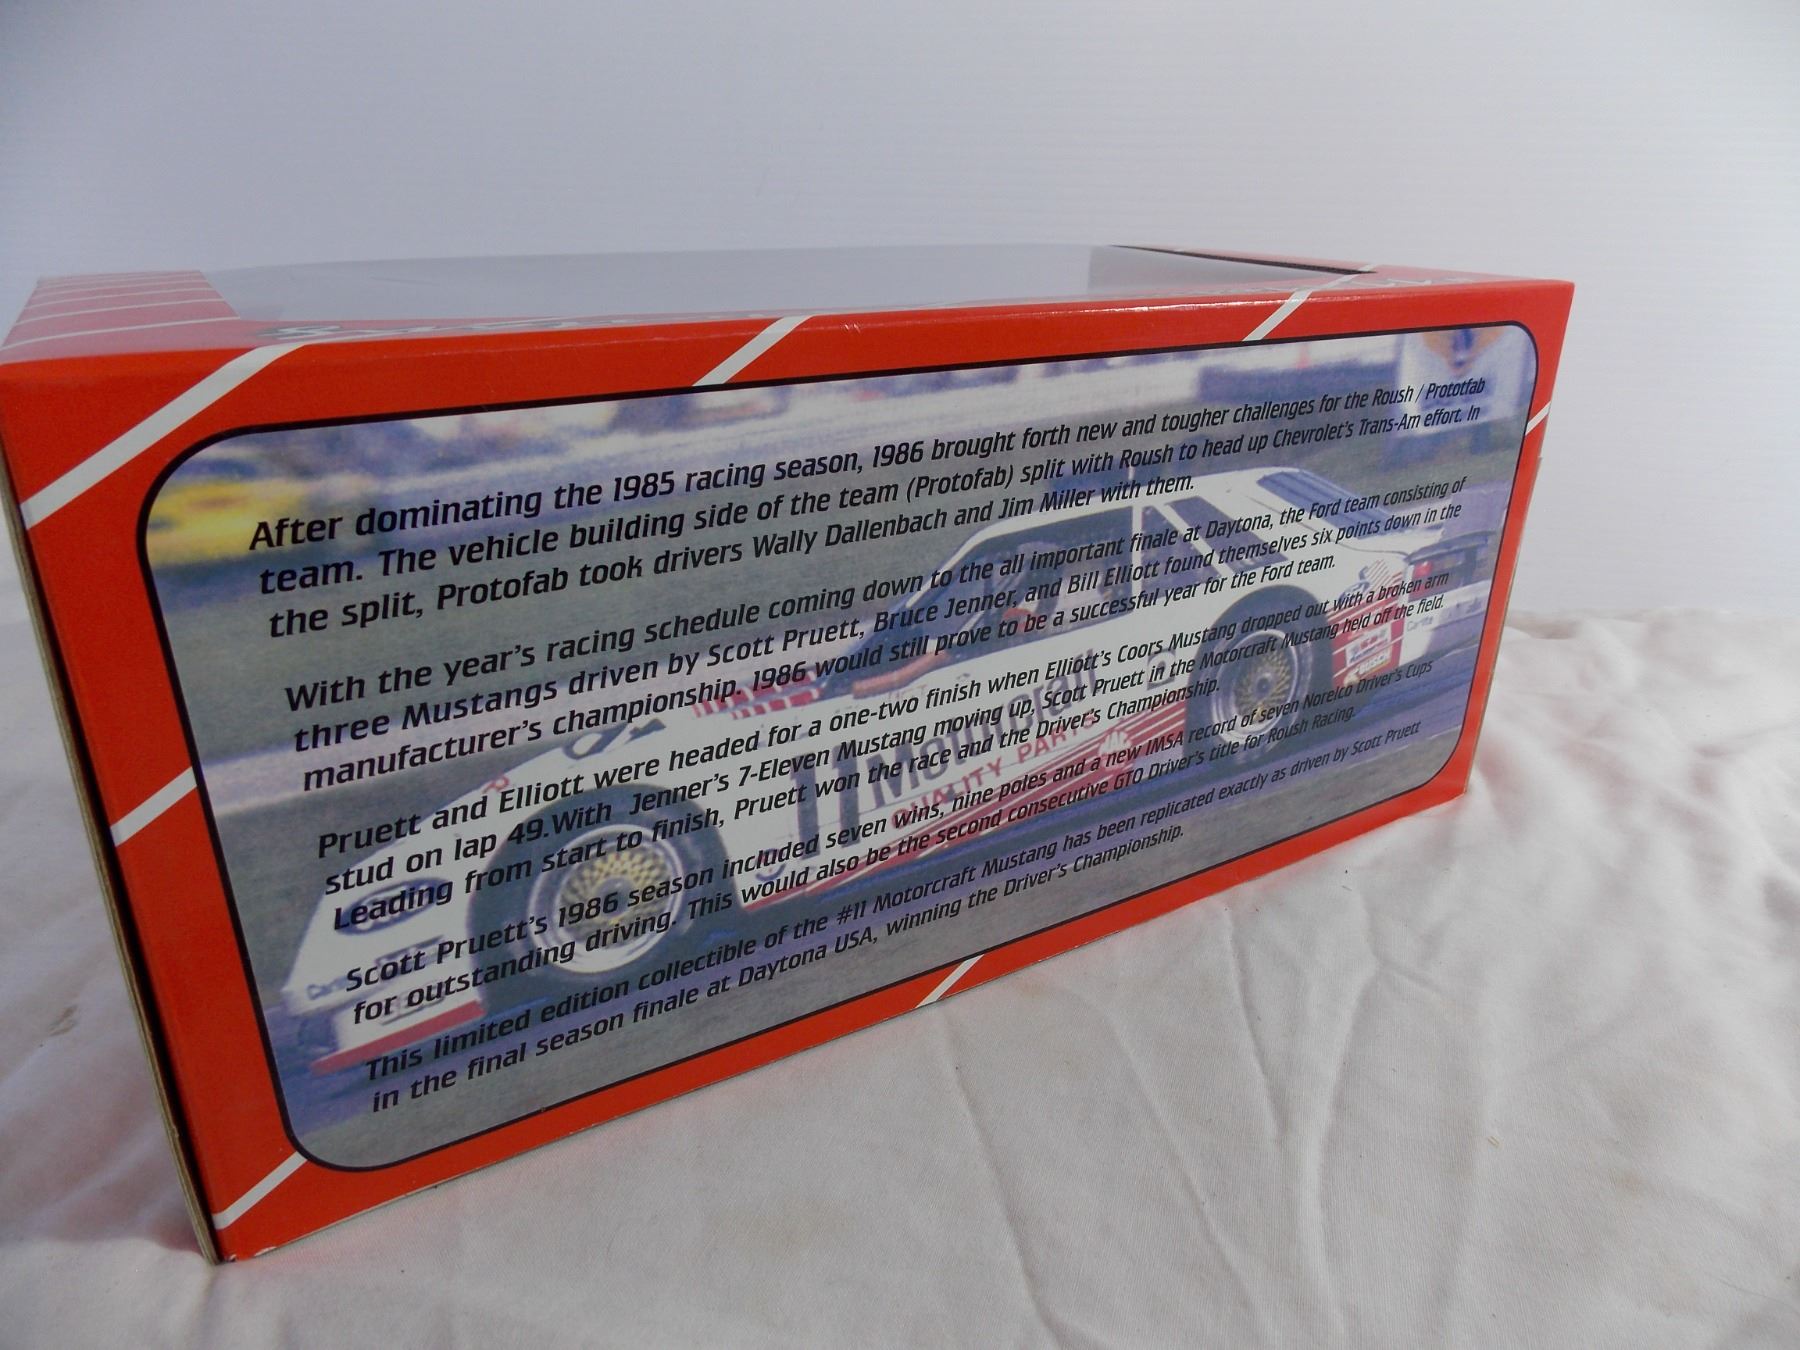 After dominating the 1985 racing season, 1986 brought forth new and tougher challenges for the Roush / Prototfab
team. The vehicle building side of the team (Protofab) split with Roush to head up Chevrolet's Trans-Am effort. In
the split, Protofab took drivers Wally Dallenbach and Jim Miller with them.
With the year's racing schedule coming down to the all important finale at Daytona, the Ford team consisting of
three Mustangs driven by Scott Pruett, Bruce Jenner, and Bill Elliott found themselves six points down in the
manufacturer's championship. 1986 would still prove to be a successful year for the Ford team.
Pruett and Elliott were headed for a one-two finish when Elliott's Coors Mustang dropped out with a broken arm
stud on lap 49.With Jenner's 7-Eleven Mustang moving up, Scott Pruett in the Motorcraft Mustang held off the field.
Leading from start to finish, Pruett won the race and the Driver's Championship.
Scott Pruett's 1986 season included seven wins, nine poles and a new IMSA record of seven Norelco Driver's Cups
for outstanding driving. This would also be the second consecutive GTO Driver's title for Roush Racing.
This limited edition collectible of the #11 Motorcraft Mustang has been replicated exactly as driven by Scott Pruett
in the final season finale at Daytona USA, winning the Driver's Championship.
11 Motorcraft
QUALITY PARTS
MAC
BUSCH